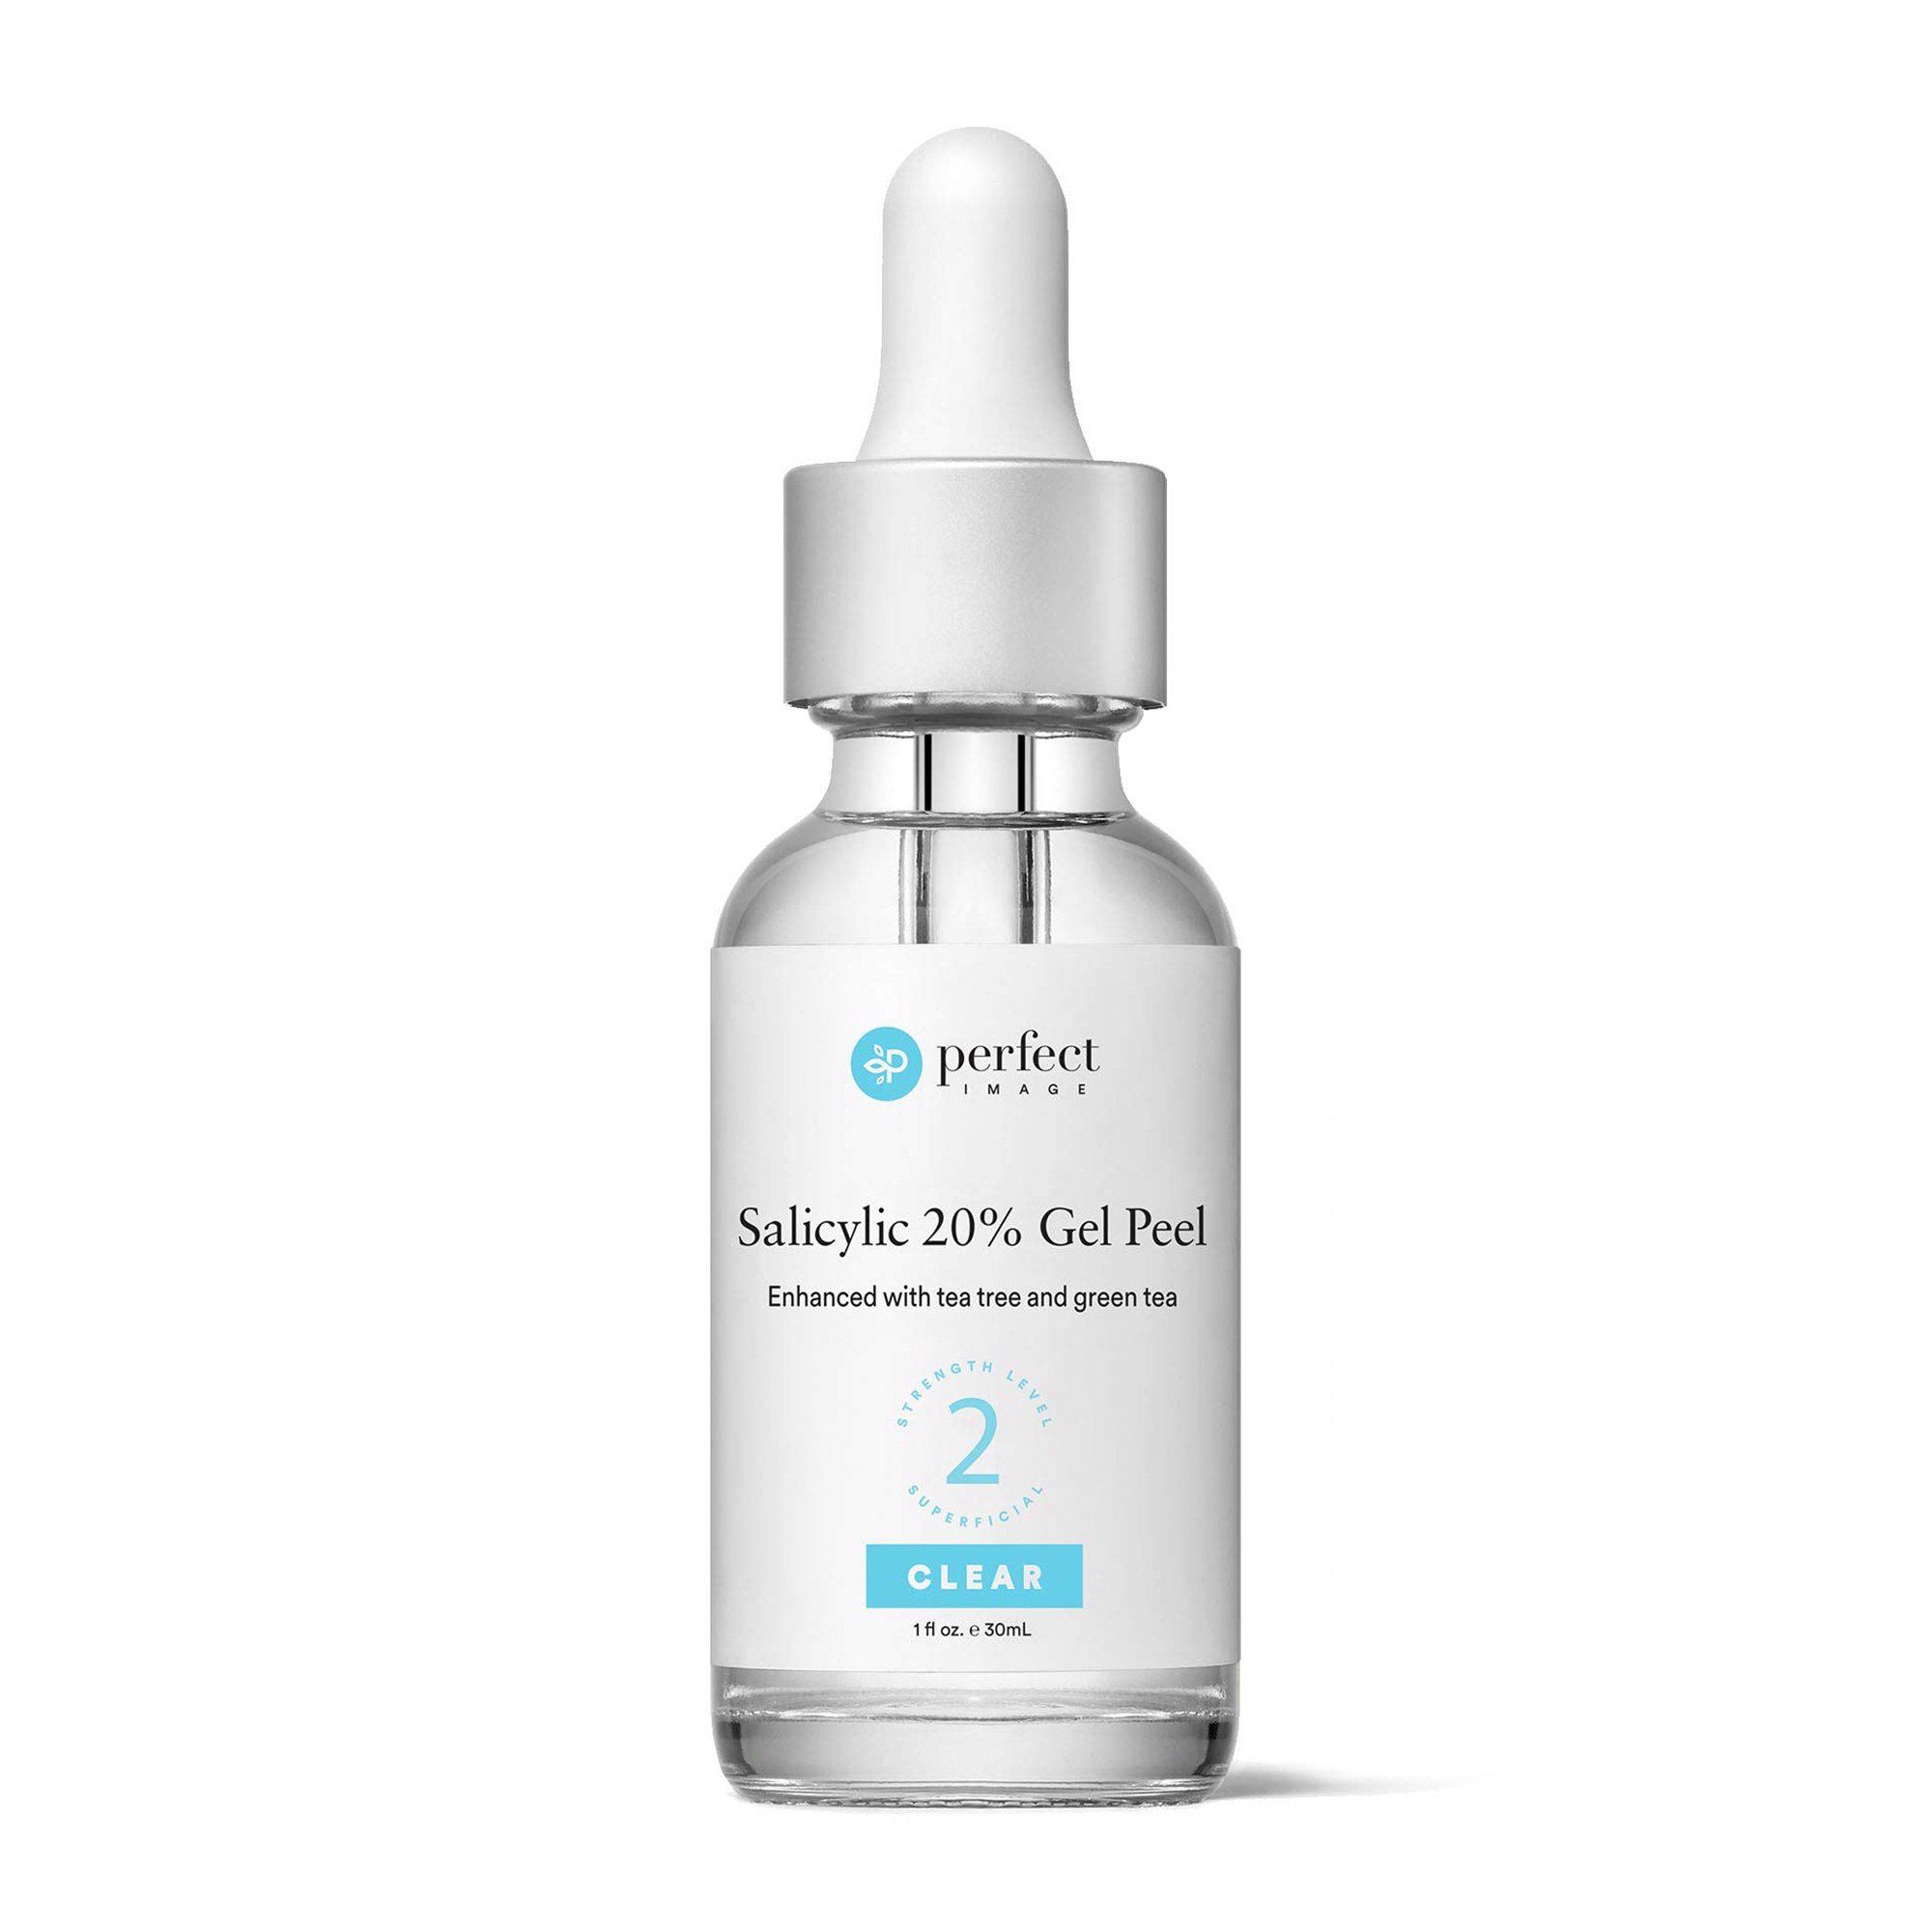 perfect
IMAGE
Salicylic 20% Gel Peel
Enhanced with tea tree and green tea
STRENGTH LEVEL
2
SUPERFICIAL
CLEAR
1 fl oz. e 30mL